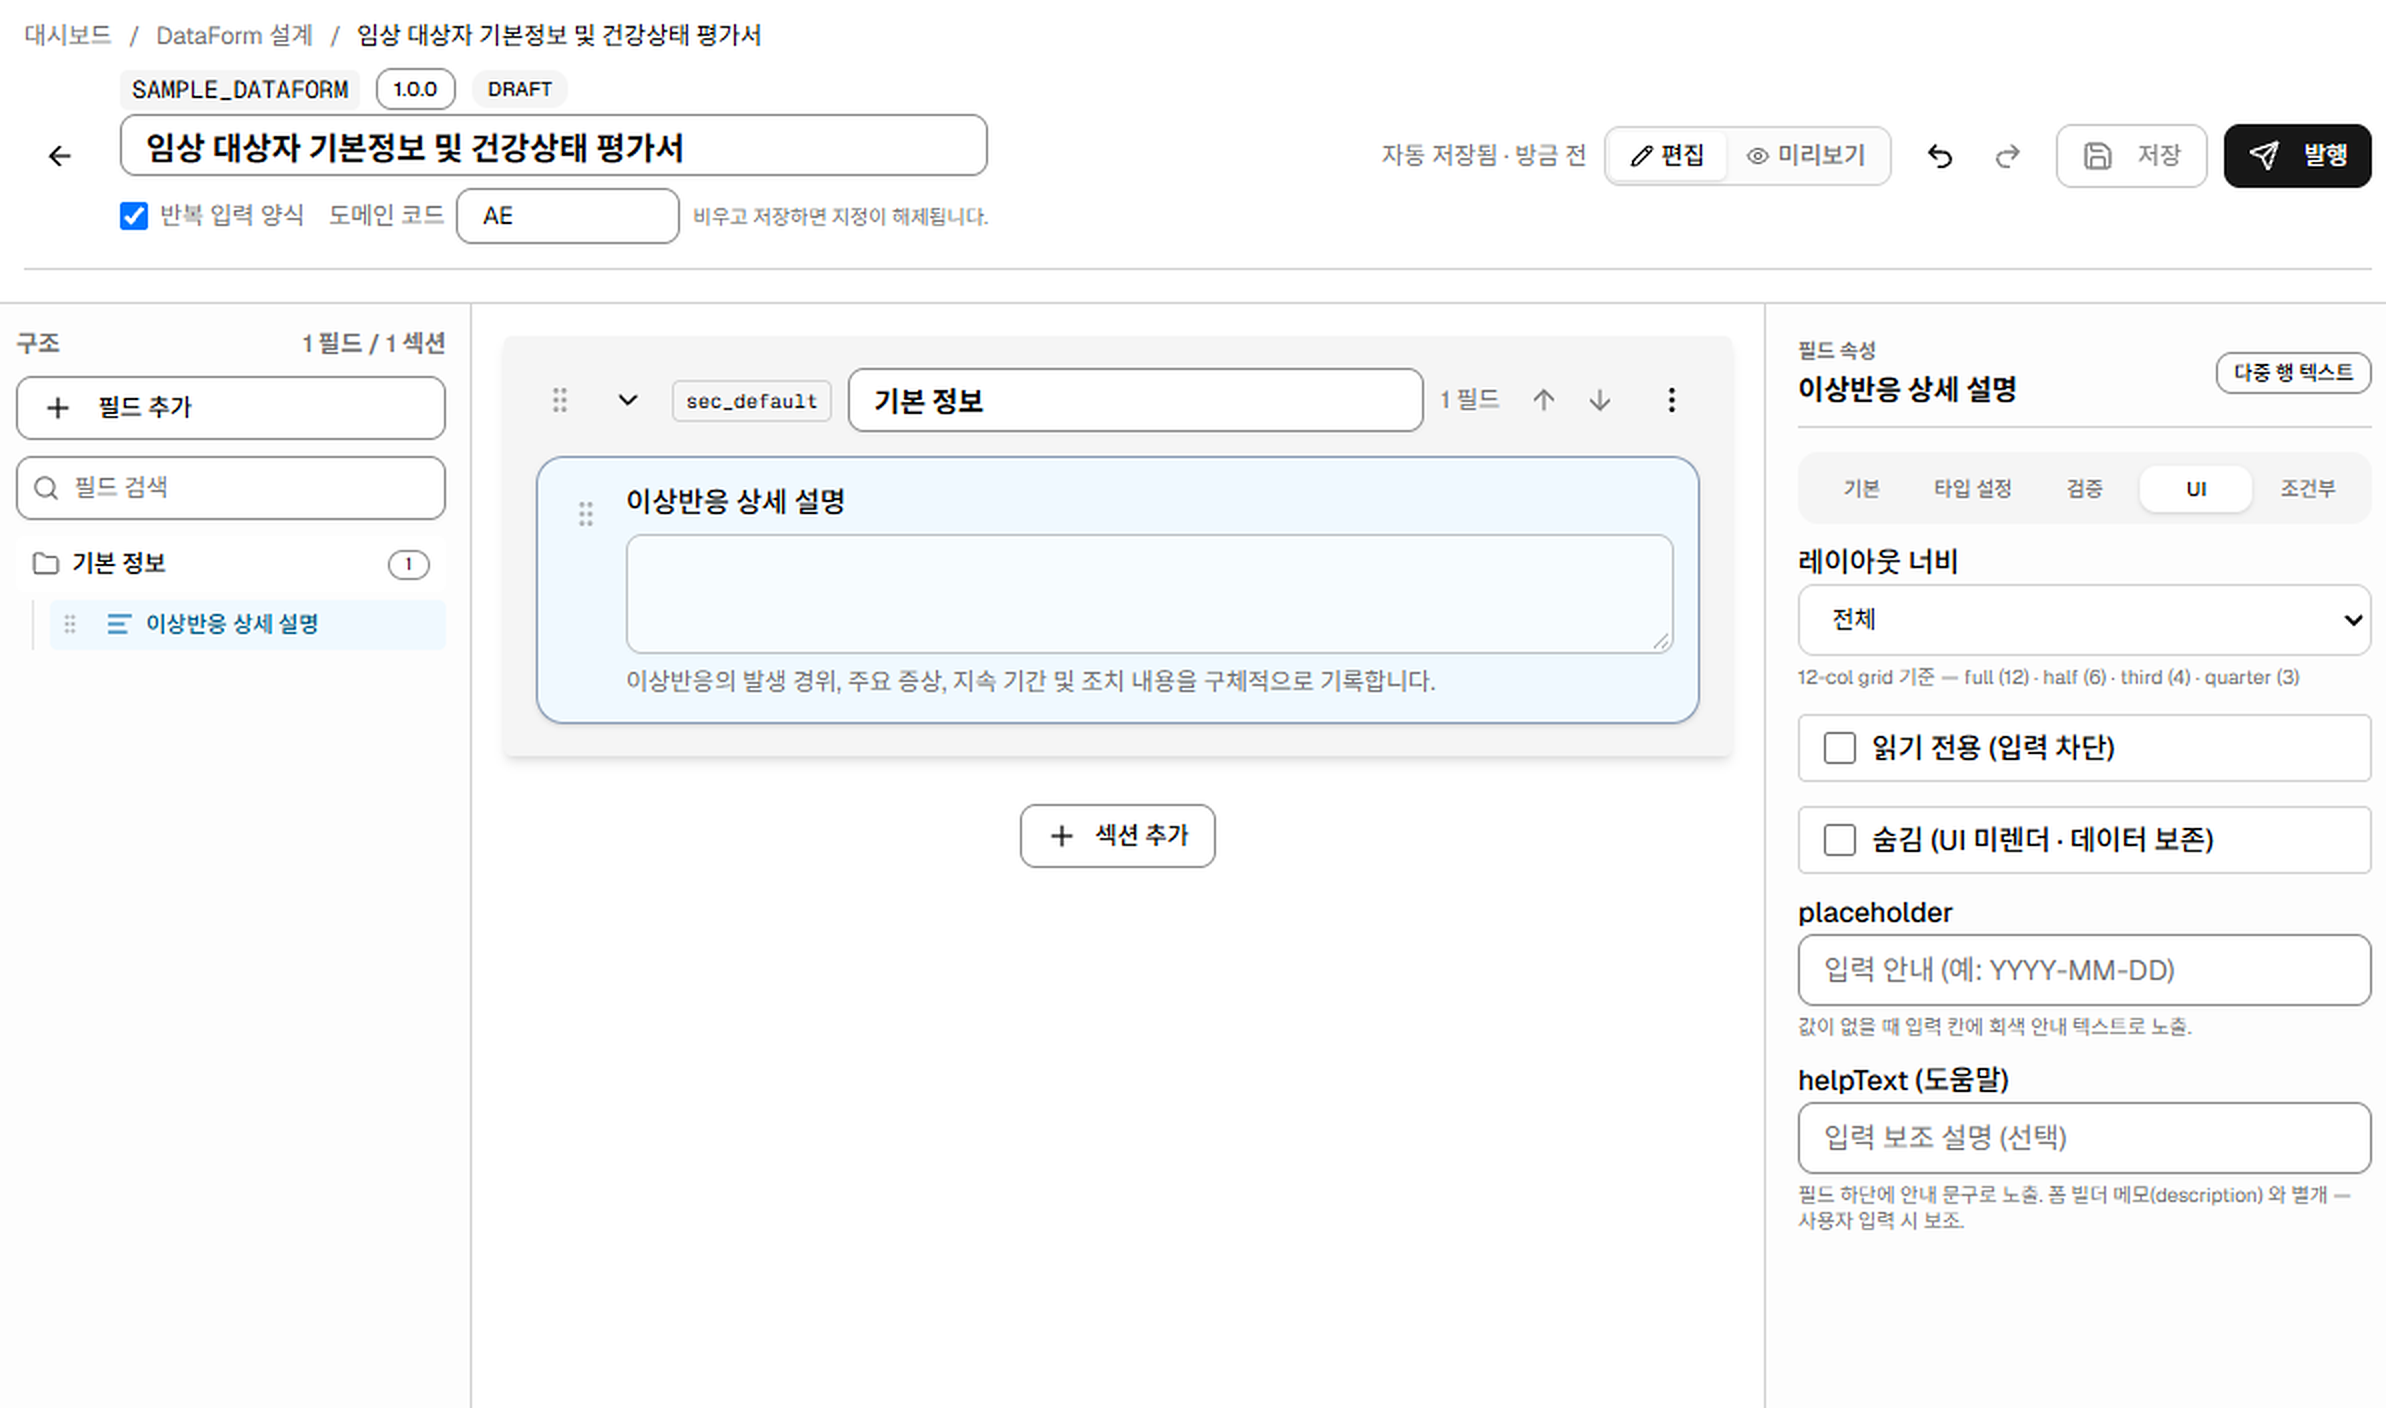 대시보드 / DataForm 설계 / 임상 대상자 기본정보 및 건강상태 평가서
SAMPLE_DATAFORM 1.0.0 DRAFT
임상 대상자 기본정보 및 건강상태 평가서
자동 저장됨 · 방금 전 편집 미리보기 저장 발행
반복 입력 양식 도메인 코드 AE 비우고 저장하면 지정이 해제됩니다.
구조 1 필드 / 1 섹션
필드 추가
필드 검색
기본 정보 1
이상반응 상세 설명
sec_default 기본 정보 1 필드
이상반응 상세 설명
이상반응의 발생 경위, 주요 증상, 지속 기간 및 조치 내용을 구체적으로 기록합니다.
섹션 추가
필드 속성
이상반응 상세 설명 다중 행 텍스트
기본 타입 설정 검증 UI 조건부
레이아웃 너비
전체
12-col grid 기준 — full (12) · half (6) · third (4) · quarter (3)
읽기 전용 (입력 차단)
숨김 (UI 미렌더 · 데이터 보존)
placeholder
입력 안내 (예: YYYY-MM-DD)
값이 없을 때 입력 칸에 회색 안내 텍스트로 노출.
helpText (도움말)
입력 보조 설명 (선택)
필드 하단에 안내 문구로 노출. 폼 빌더 메모(description) 와 별개 —
사용자 입력 시 보조.